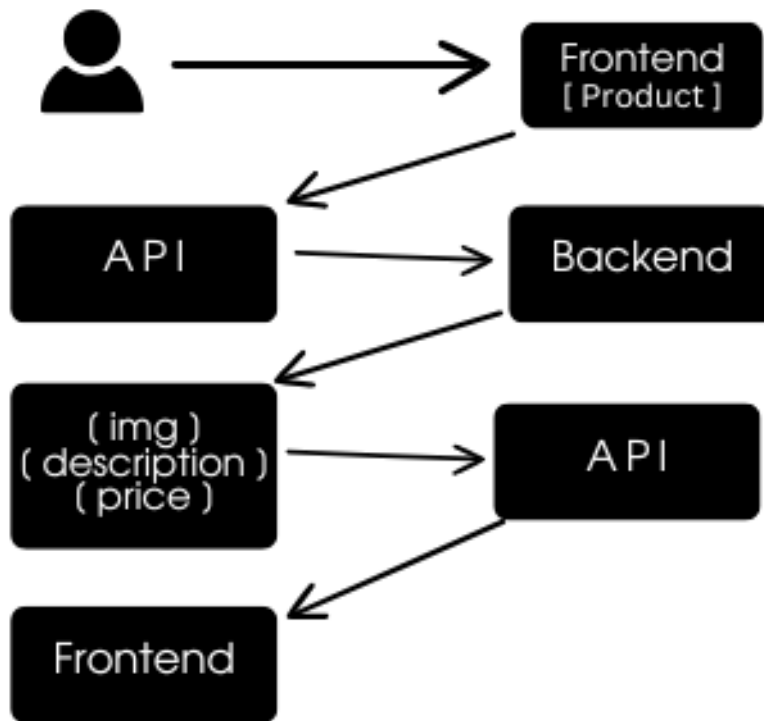 Frontend
[ Product ]
API
Backend
( img )
( description )
( price )
API
Frontend